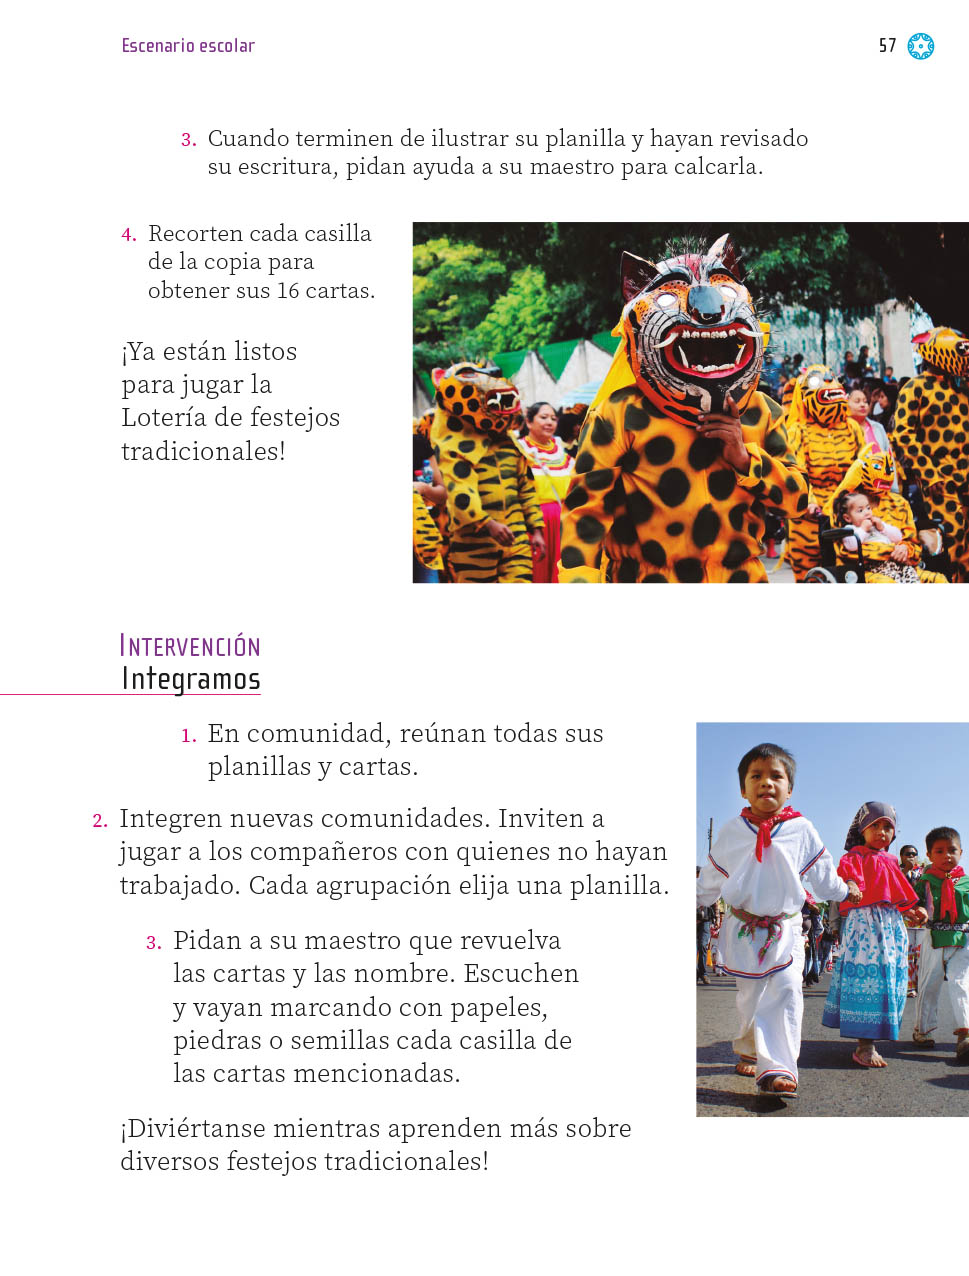 Escenario escolar
57
3. Cuando terminen de ilustrar su planilla y hayan revisado
su escritura, pidan ayuda a su maestro para calcarla.
4. Recorten cada casilla
de la copia para
obtener sus 16 cartas.
¡Ya están listos
para jugar la
Lotería de festejos
tradicionales!
INTERVENCIÓN
Integramos
1. En comunidad, reúnan todas sus
planillas y cartas.
2. Integren nuevas comunidades. Inviten a
jugar a los compañeros con quienes no hayan
trabajado. Cada agrupación elija una planilla.
3. Pidan a su maestro que revuelva
las cartas y las nombre. Escuchen
y vayan marcando con papeles,
piedras o semillas cada casilla de
las cartas mencionadas.
¡Diviértanse mientras aprenden más sobre
diversos festejos tradicionales!